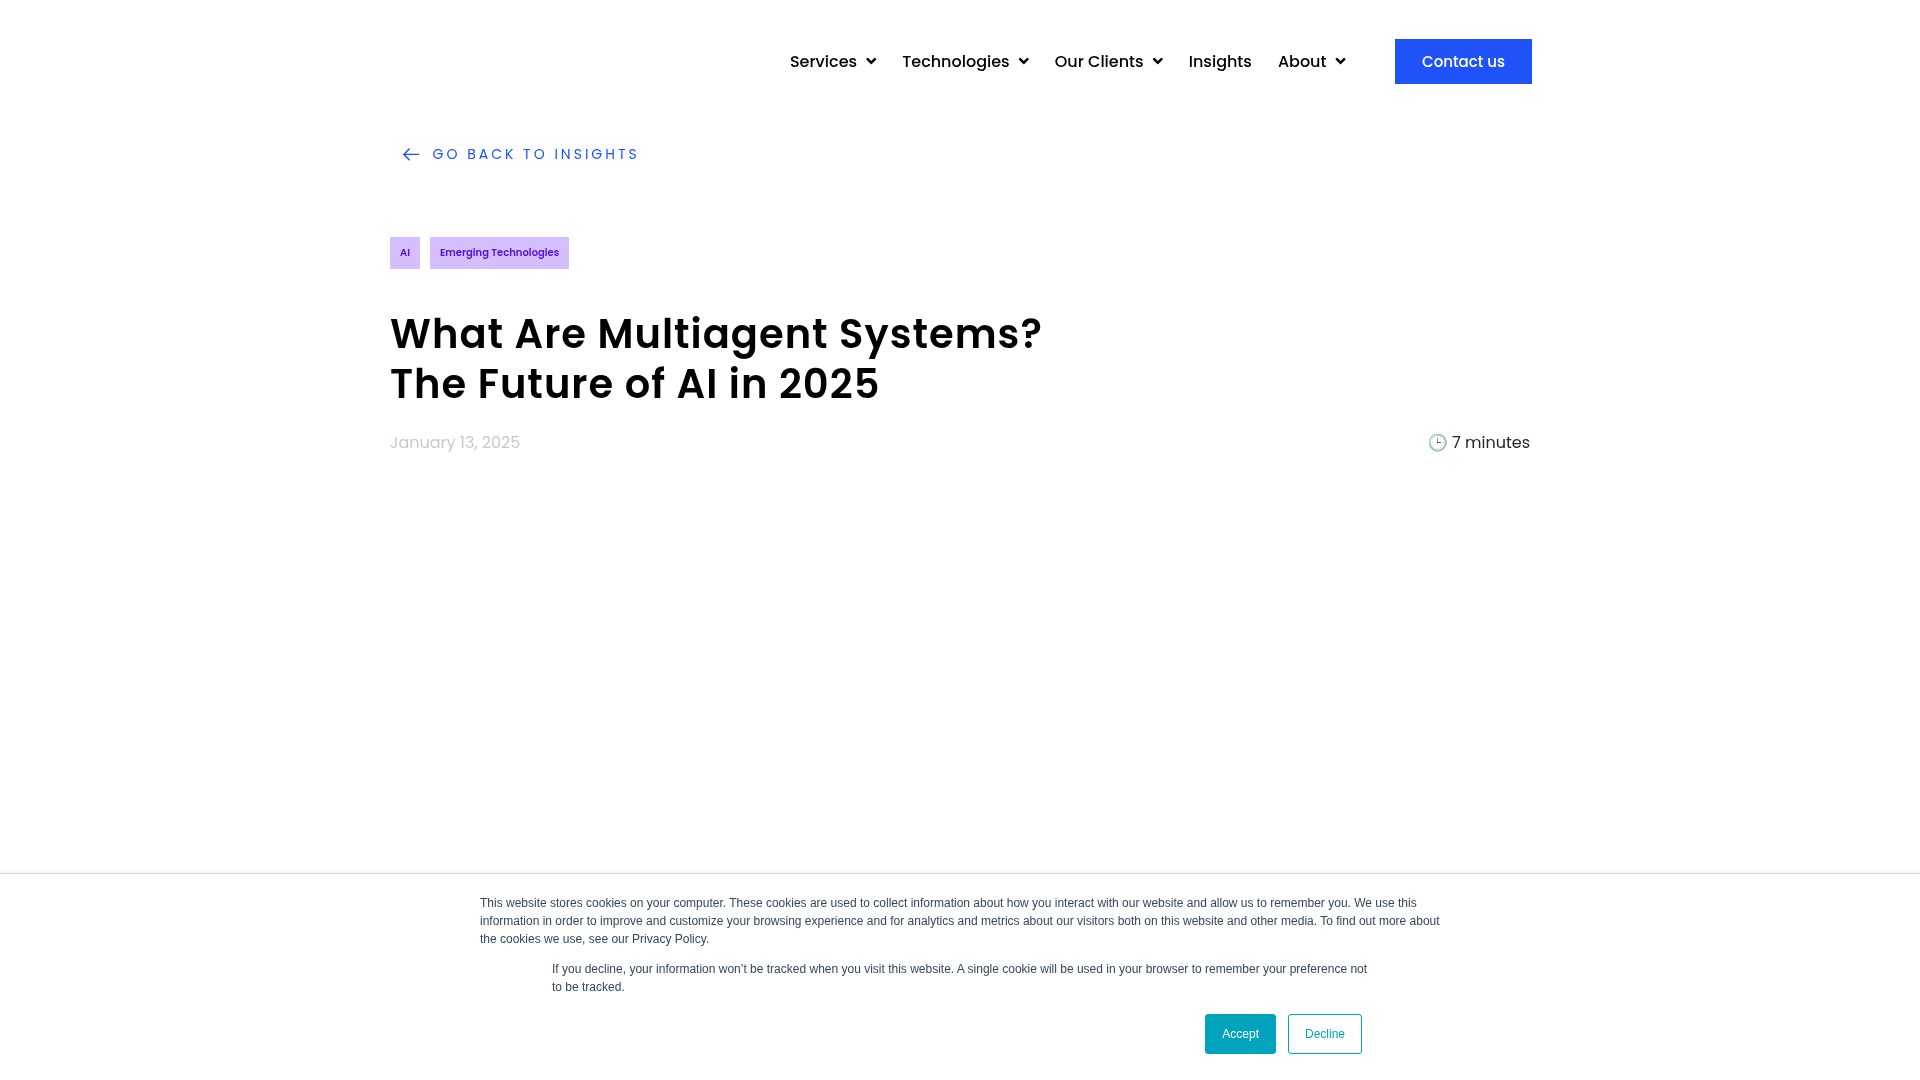 Services
Technologies
Our Clients
Insights
About
Contact us
GO BACK TO INSIGHTS
AI
Emerging Technologies
What Are Multiagent Systems?
The Future of AI in 2025
January 13, 2025
🕒 7 minutes
This website stores cookies on your computer. These cookies are used to collect information about how you interact with our website and allow us to remember you. We use this
information in order to improve and customize your browsing experience and for analytics and metrics about our visitors both on this website and other media. To find out more about
the cookies we use, see our Privacy Policy.
If you decline, your information won’t be tracked when you visit this website. A single cookie will be used in your browser to remember your preference not
to be tracked.
Accept
Decline